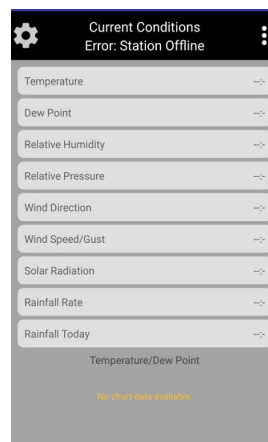 Current Conditions
Error: Station Offline
Temperature --:-
Dew Point --:-
Relative Humidity --:-
Relative Pressure --:-
Wind Direction --:-
Wind Speed/Gust --:-
Solar Radiation --:-
Rainfall Rate --:-
Rainfall Today --:-
Temperature/Dew Point
No chart data available.